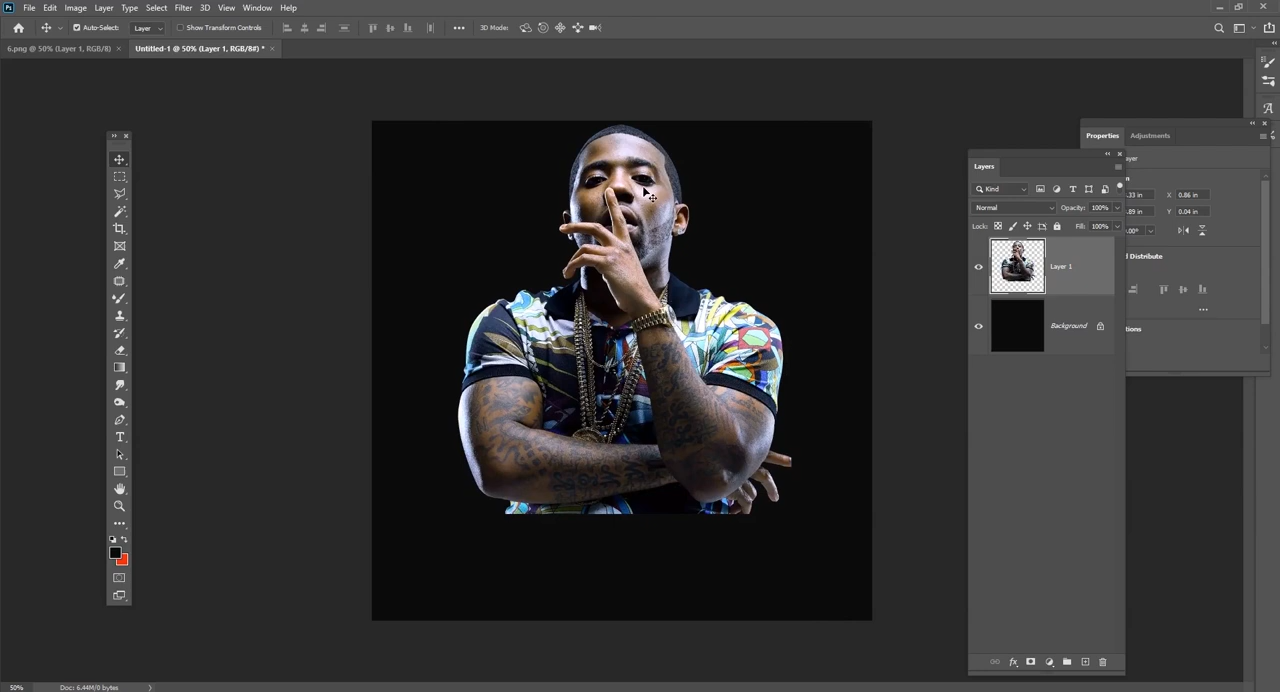 Ps File Edit Image Layer Type Select Filter 3D View Window Help
Auto-Select: Layer Show Transform Controls 3D Mode:
6.png @ 50% (Layer 1, RGB/8) × Untitled-1 @ 50% (Layer 1, RGB/8#) * ×
Properties Adjustments
Layers
Kind
Normal Opacity: 100%
Lock: Fill: 100%
X 0.86 in
Y 0.04 in
Layer 1
Background
50% Doc: 6.44M/0 bytes